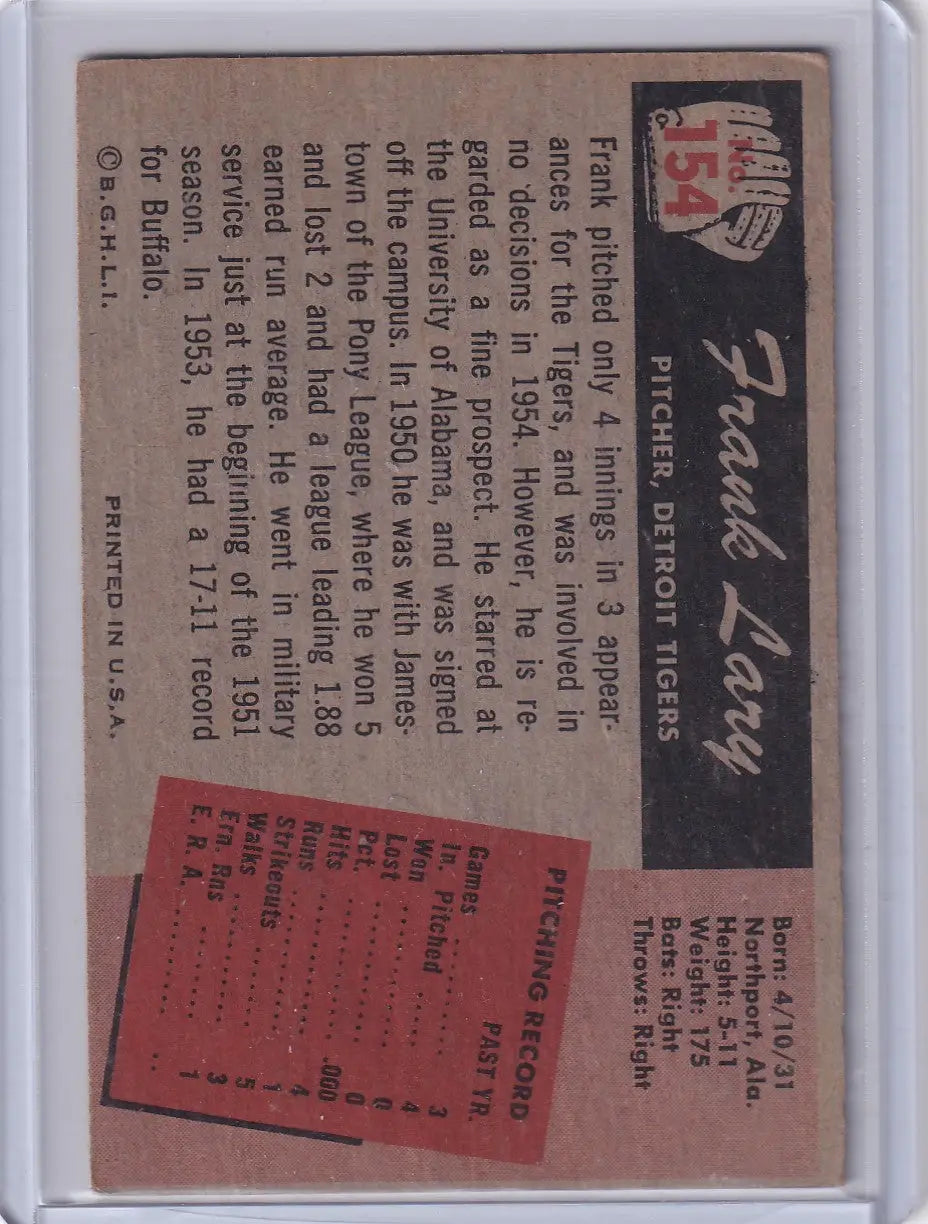 No.
154
Frank Lary
PITCHER, DETROIT TIGERS
Born: 4/10/31
Northport, Ala.
Height: 5-11
Weight: 175
Bats: Right
Throws: Right
Frank pitched only 4 innings in 3 appear-
ances for the Tigers, and was involved in
no decisions in 1954. However, he is re-
garded as a fine prospect. He starred at
the University of Alabama, and was signed
off the campus. In 1950, he was with James-
town of the Pony League, where he won 5
and lost 2 and had a league leading 1.88
earned run average. He went in military
service just at the beginning of the 1951
season. In 1953, he had a 17-11 record
for Buffalo.
© B.G.H.L.I. PRINTED IN U.S.A.
PITCHING RECORD
PAST YR.
Games ........ 3
In. Pitched ..... 4
Won ......... 0
Lost ......... 0
Pct. ......... .000
Hits ......... 4
Runs ......... 1
Strikeouts ...... 5
Walks ........ 3
Ern. Rns ...... 1
E. R. A. ........ ..